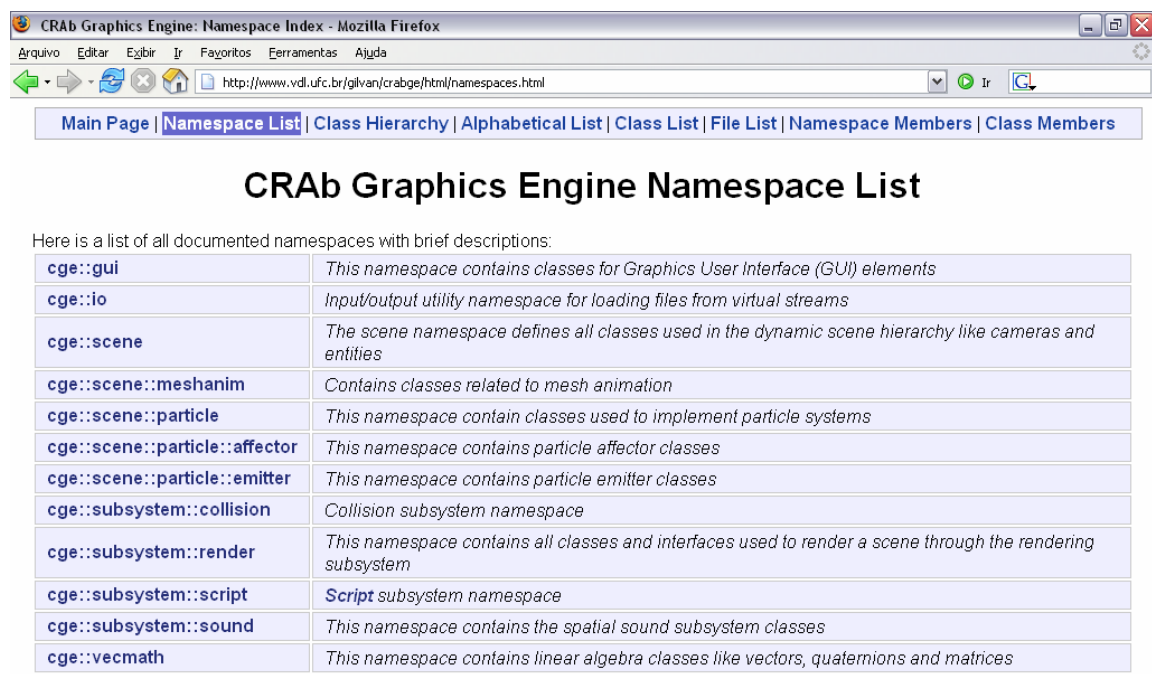 CRAb Graphics Engine: Namespace Index - Mozilla Firefox
Arquivo Editar Exibir Ir Favoritos Ferramentas Ajuda
http://www.vdl.ufc.br/gilvan/crabge/html/namespaces.html Ir G
Main Page | Namespace List | Class Hierarchy | Alphabetical List | Class List | File List | Namespace Members | Class Members
CRAb Graphics Engine Namespace List
Here is a list of all documented namespaces with brief descriptions:
cge::gui This namespace contains classes for Graphics User Interface (GUI) elements
cge::io Input/output utility namespace for loading files from virtual streams
cge::scene The scene namespace defines all classes used in the dynamic scene hierarchy like cameras and
entities
cge::scene::meshanim Contains classes related to mesh animation
cge::scene::particle This namespace contain classes used to implement particle systems
cge::scene::particle::affector This namespace contains particle affector classes
cge::scene::particle::emitter This namespace contains particle emitter classes
cge::subsystem::collision Collision subsystem namespace
cge::subsystem::render This namespace contains all classes and interfaces used to render a scene through the rendering
subsystem
cge::subsystem::script Script subsystem namespace
cge::subsystem::sound This namespace contains the spatial sound subsystem classes
cge::vecmath This namespace contains linear algebra classes like vectors, quaternions and matrices